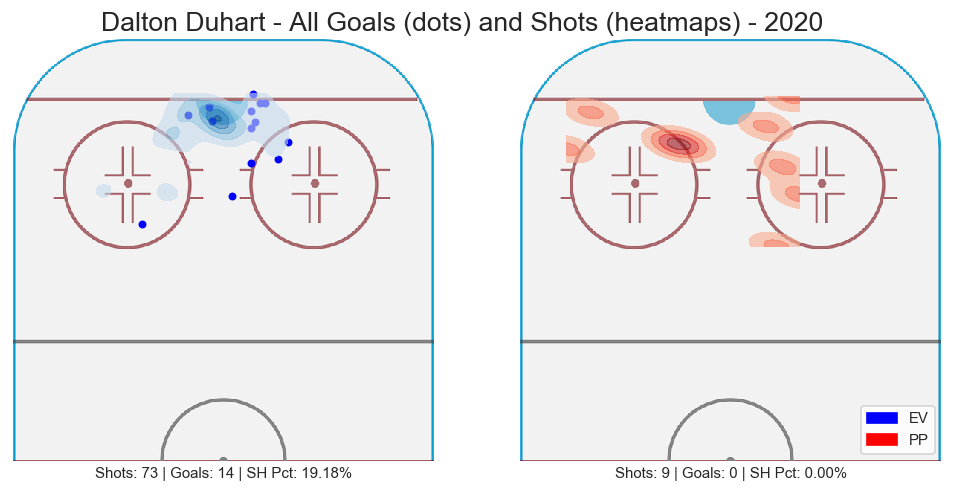 Dalton Duhart - All Goals (dots) and Shots (heatmaps) - 2020
EV
PP
Shots: 73 | Goals: 14 | SH Pct: 19.18%
Shots: 9 | Goals: 0 | SH Pct: 0.00%